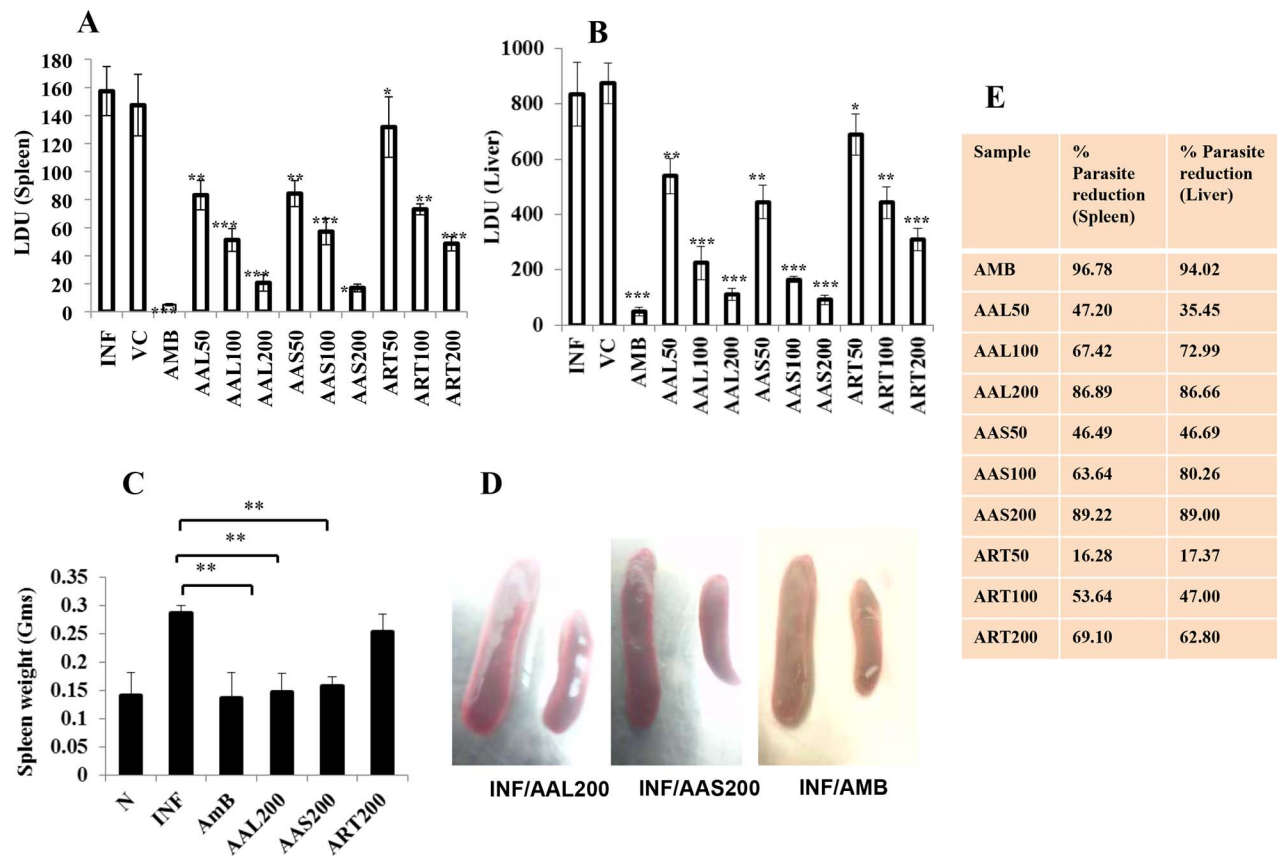 A
LDU (Spleen)
180
160
140
120
100
80
60
40
20
0
** *** *** ** *** * * ** ***
***
INF VC AMB AAL50 AAL100 AAL200 AAS50 AAS100 AAS200 ART50 ART100 ART200
B
LDU (Liver)
1000
800
600
400
200
0
*** ** *** *** ** *** *** * ** ***
INF VC AMB AAL50 AAL100 AAL200 AAS50 AAS100 AAS200 ART50 ART100 ART200
C
**
**
**
Spleen weight (Gms)
0.35
0.3
0.25
0.2
0.15
0.1
0.05
0
N INF AmB AAL200 AAS200 ART200
D
INF/AAL200 INF/AAS200 INF/AMB
E
Sample % Parasite reduction (Spleen) % Parasite reduction (Liver)
AMB 96.78 94.02
AAL50 47.20 35.45
AAL100 67.42 72.99
AAL200 86.89 86.66
AAS50 46.49 46.69
AAS100 63.64 80.26
AAS200 89.22 89.00
ART50 16.28 17.37
ART100 53.64 47.00
ART200 69.10 62.80